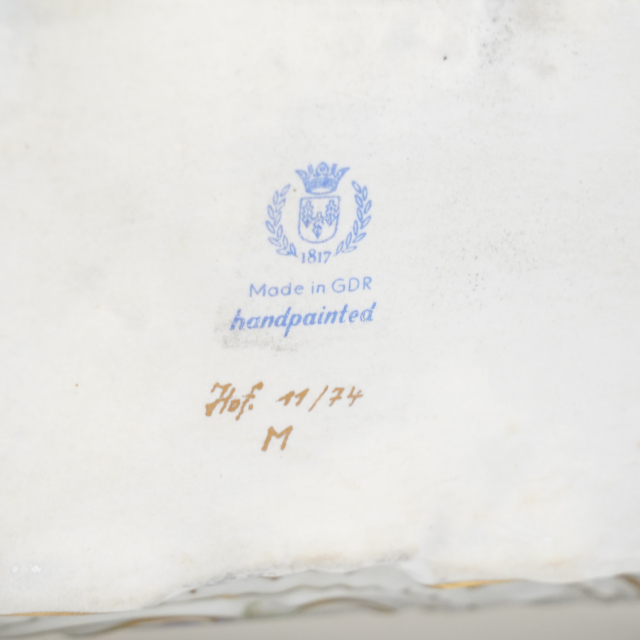 1817
Made in GDR
handpainted
Hof. 11/74
M